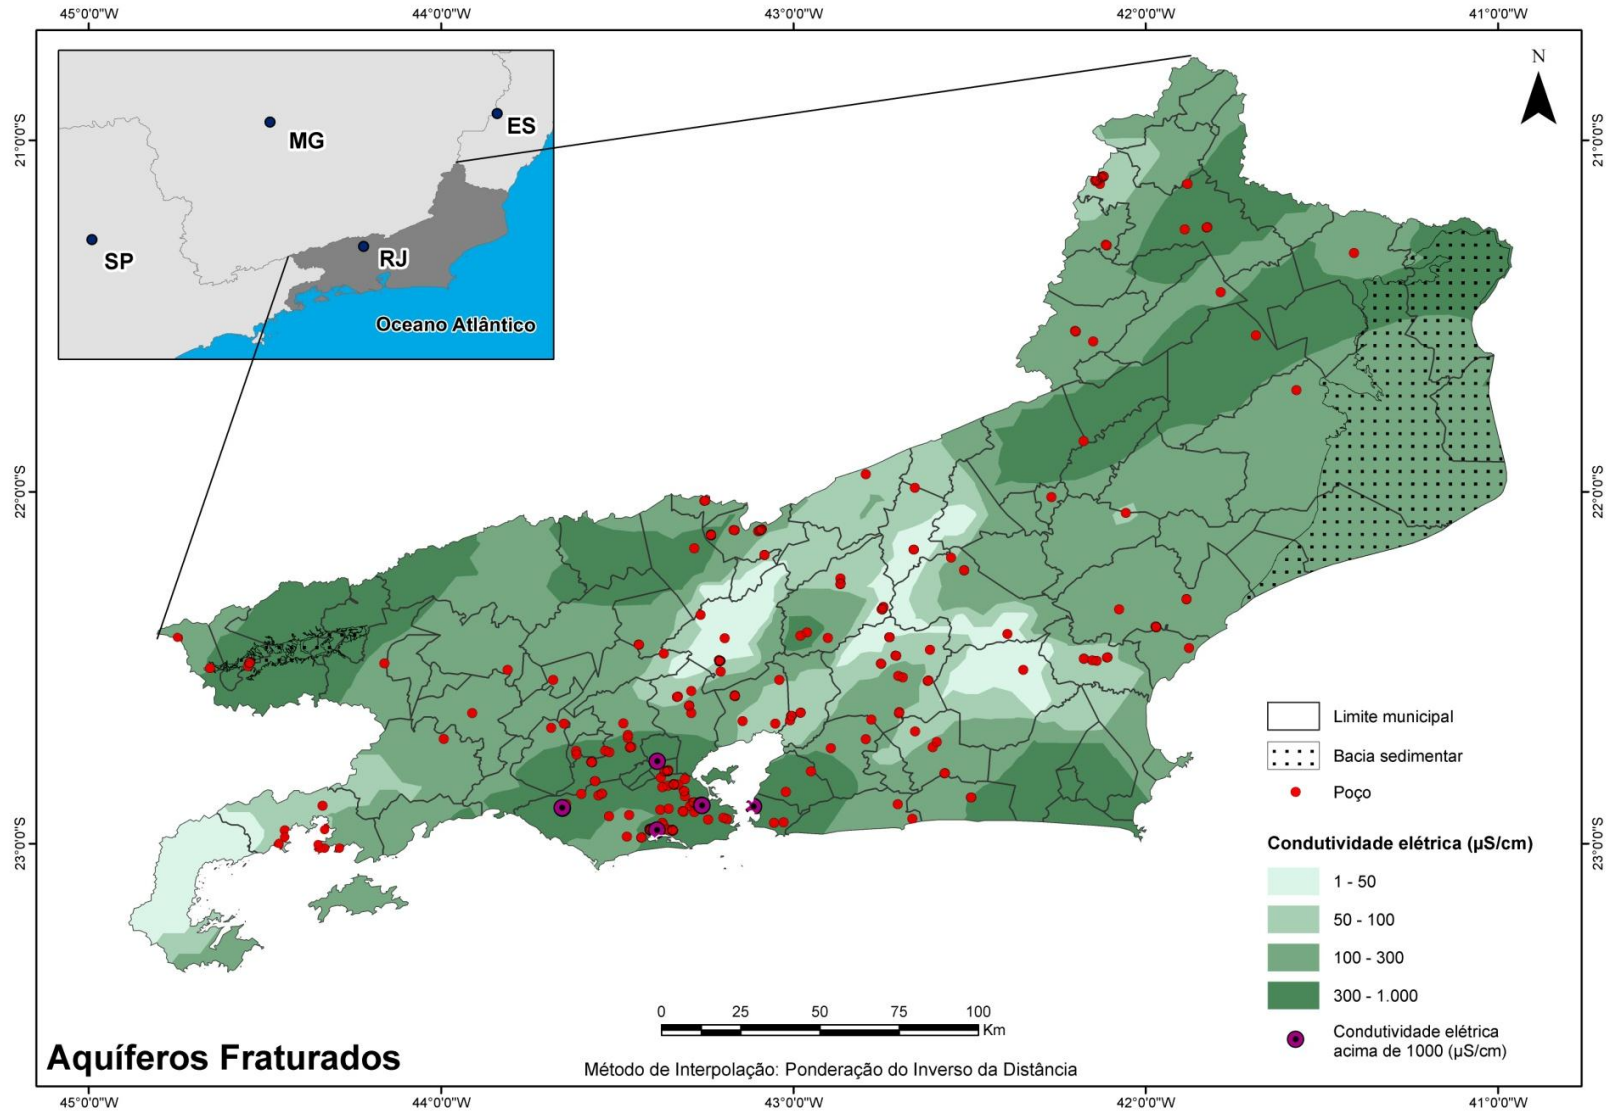 45°0'0"W
44°0'0"W
43°0'0"W
42°0'0"W
41°0'0"W
MG
ES
SP
RJ
Oceano Atlântico
N
21°0'0"S
21°0'0"S
22°0'0"S
22°0'0"S
23°0'0"S
23°0'0"S
Limite municipal
Bacia sedimentar
Poço
Condutividade elétrica (µS/cm)
1 - 50
50 - 100
100 - 300
300 - 1.000
Condutividade elétrica
acima de 1000 (µS/cm)
0 25 50 75 100
Km
Aquíferos Fraturados
Método de Interpolação: Ponderação do Inverso da Distância
45°0'0"W
44°0'0"W
43°0'0"W
42°0'0"W
41°0'0"W